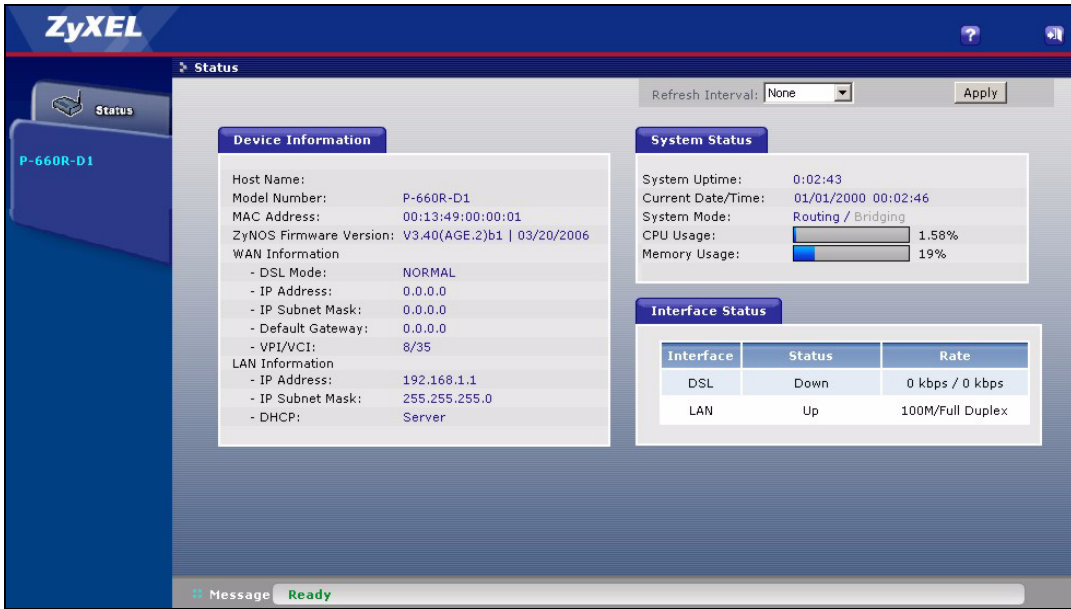 ZyXEL
Status
Status
P-660R-D1
Refresh Interval: None Apply
Device Information
Host Name:
Model Number: P-660R-D1
MAC Address: 00:13:49:00:00:01
ZyNOS Firmware Version: V3.40(AGE.2)b1 | 03/20/2006
WAN Information
- DSL Mode: NORMAL
- IP Address: 0.0.0.0
- IP Subnet Mask: 0.0.0.0
- Default Gateway: 0.0.0.0
- VPI/VCI: 8/35
LAN Information
- IP Address: 192.168.1.1
- IP Subnet Mask: 255.255.255.0
- DHCP: Server
System Status
System Uptime: 0:02:43
Current Date/Time: 01/01/2000 00:02:46
System Mode: Routing / Bridging
CPU Usage: 1.58%
Memory Usage: 19%
Interface Status
Interface Status Rate
DSL Down 0 kbps / 0 kbps
LAN Up 100M/Full Duplex
Message Ready